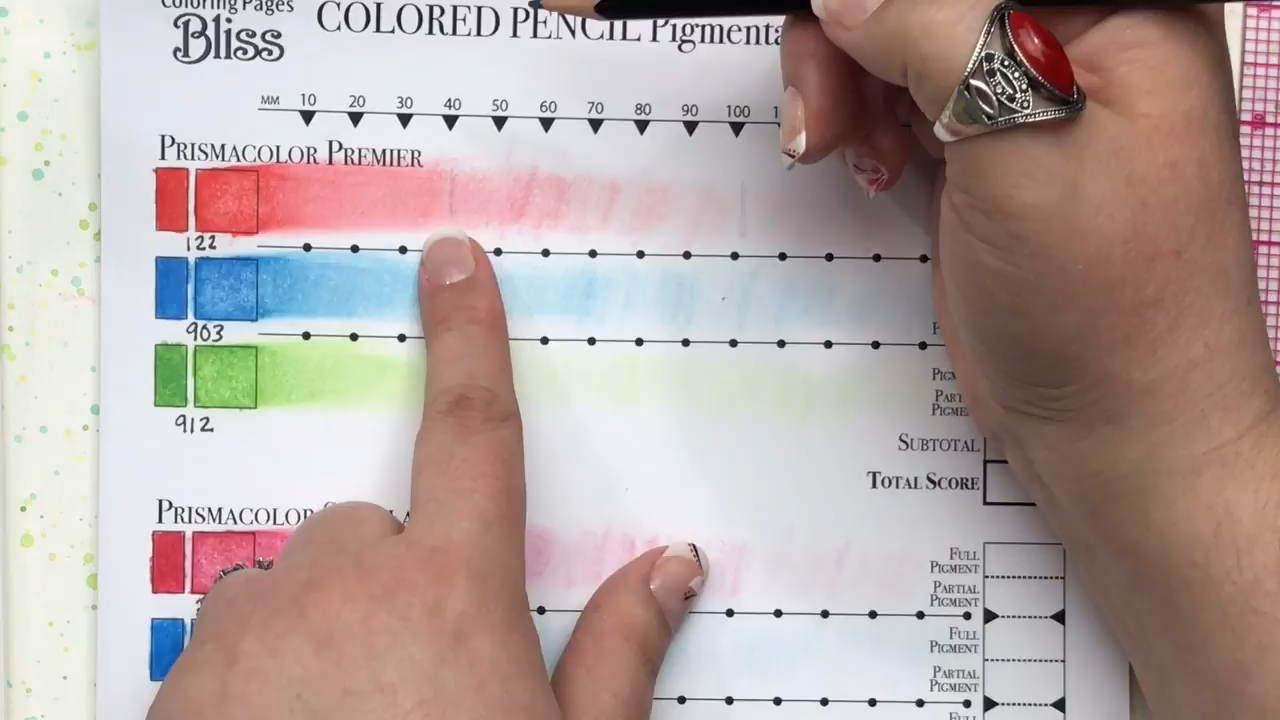 Coloring Pages
Bliss
COLORED PENCIL
MM 10 20 30 40 50 60 70 80 90 100
PRISMACOLOR PREMIER
122
903
912
PRISMACOLOR
SUBTOTAL
TOTAL SCORE
FULL
PIGMENT
PARTIAL
PIGMENT
FULL
PIGMENT
PARTIAL
PIGMENT